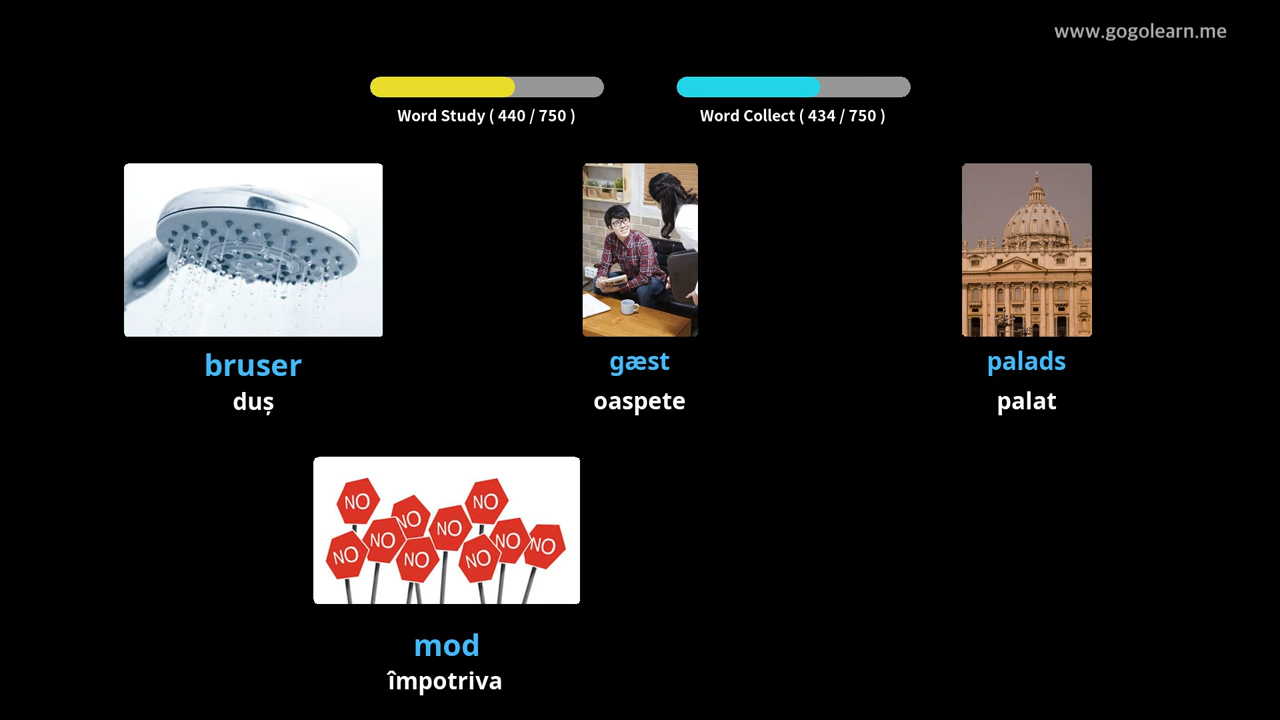 www.gogolearn.me
Word Study ( 440 / 750 )
Word Collect ( 434 / 750 )
bruser
duș
gæst
oaspete
palads
palat
NO
NO
NO
NO
NO
NO
NO
NO
NO
NO
mod
împotriva